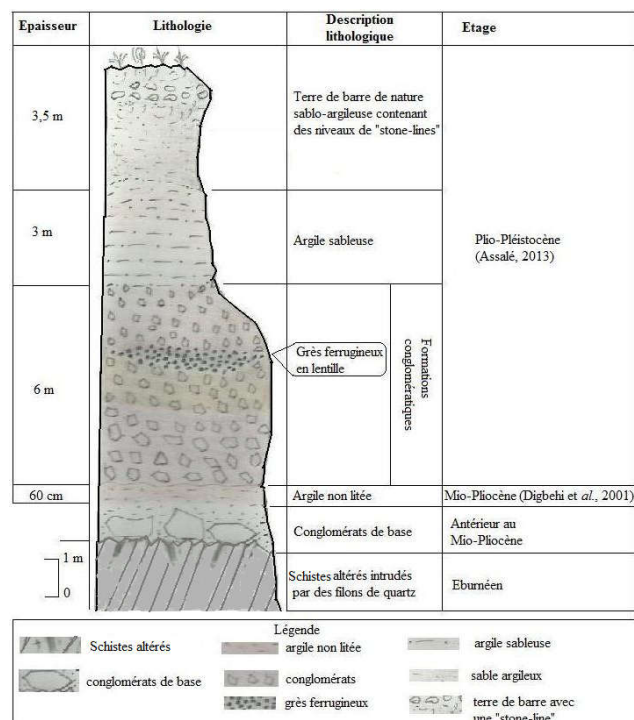 Epaisseur
Lithologie
Description
lithologique
Etage
3,5 m
Terre de barre de nature
sablo-argileuse contenant
des niveaux de "stone-lines"
3 m
Argile sableuse
Plio-Pléistocène
(Assalé, 2013)
6 m
Grès ferrugineux
en lentille
Formations
conglomératiques
60 cm
Argile non litée
Mio-Pliocène (Digbehi et al., 2001)
Conglomérats de base
Antérieur au
Mio-Pliocène
1 m
0
Schistes altérés intrudés
par des filons de quartz
Eburnéen
Légende
Schistes altérés
argile non litée
argile sableuse
conglomérats de base
conglomérats
sable argileux
grès ferrugineux
terre de barre avec
une "stone-line"